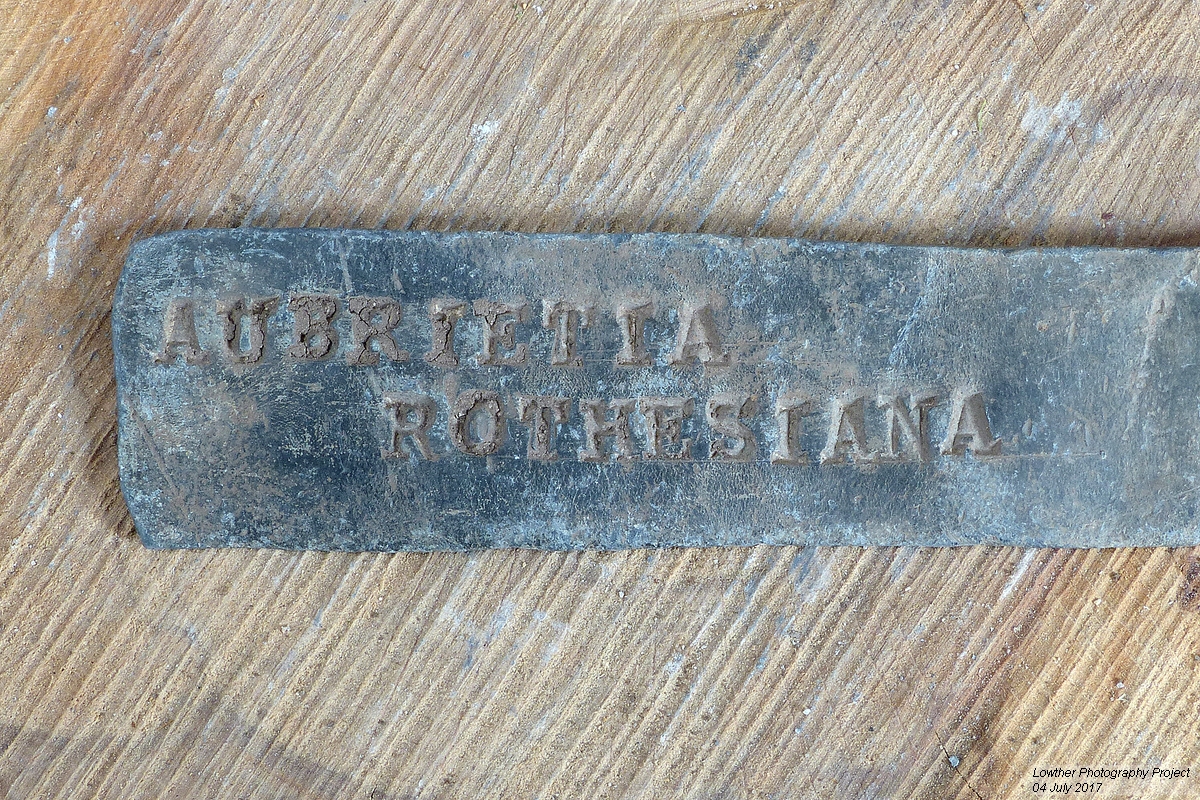 AUBRIETIA
ROTHESIANA
Lowther Photography Project
04 July 2017